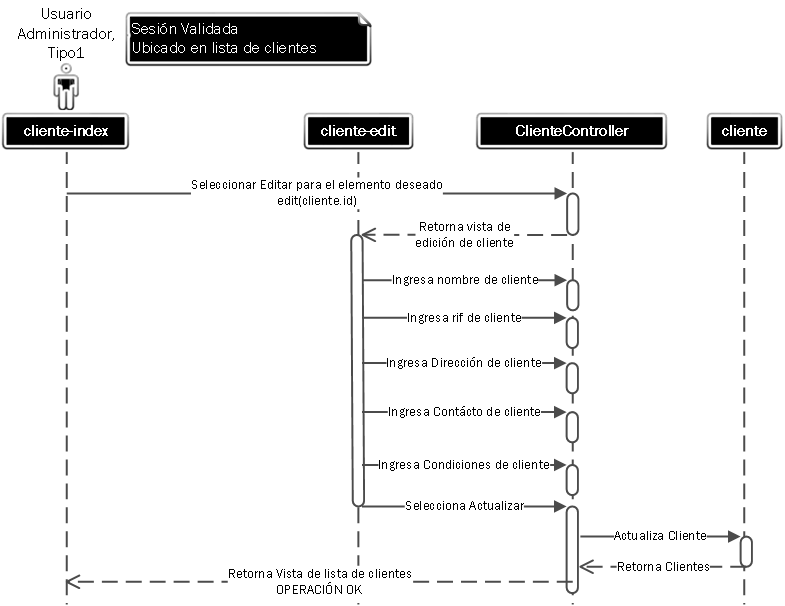 Usuario
Administrador,
Tipo1
Sesión Validada
Ubicado en lista de clientes
cliente-index
cliente-edit
ClienteController
cliente
Seleccionar Editar para el elemento deseado
edit(cliente.id)
Retorna vista de
edición de cliente
Ingresa nombre de cliente
Ingresa rif de cliente
Ingresa Dirección de cliente
Ingresa Contácto de cliente
Ingresa Condiciones de cliente
Selecciona Actualizar
Actualiza Cliente
Retorna Clientes
Retorna Vista de lista de clientes
OPERACIÓN OK